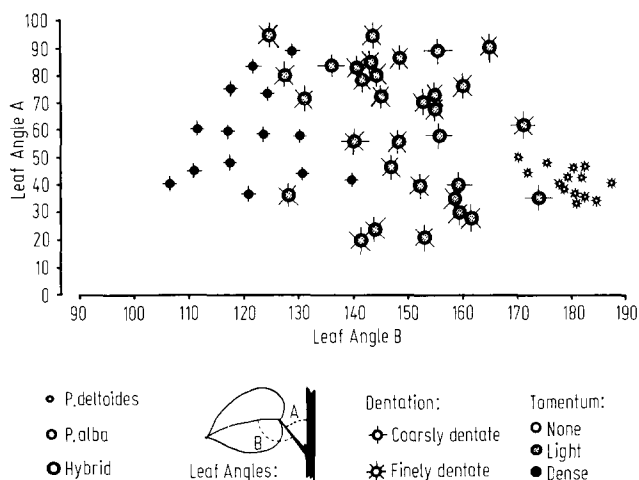 100
90
80
70
60
50
40
30
20
10
0
Leaf Angle A
90 100 110 120 130 140 150 160 170 180 190
Leaf Angle B
P.deltoides
P.alba
Hybrid
A
B
Leaf Angles:
Dentation:
Coarsly dentate
Finely dentate
Tomentum:
None
Light
Dense